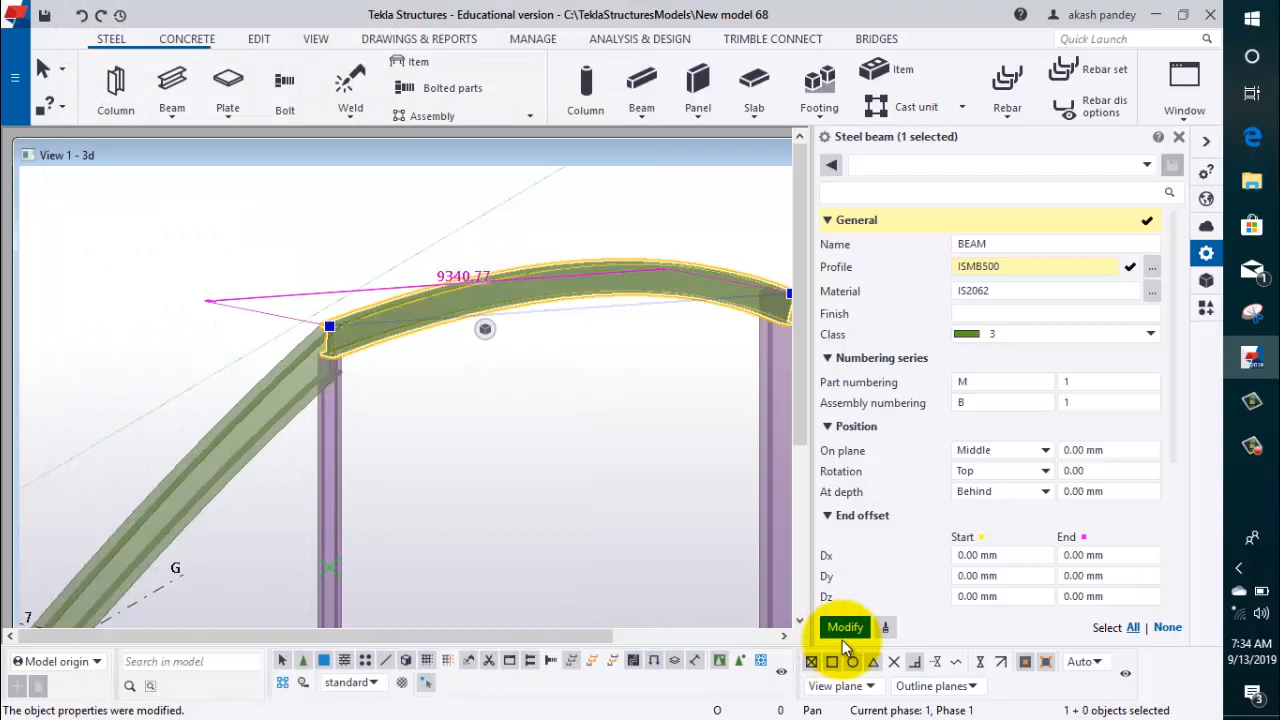 Tekla Structures - Educational version - C:\TeklaStructuresModels\New model 68
akash pandey
STEEL CONCRETE EDIT VIEW DRAWINGS & REPORTS MANAGE ANALYSIS & DESIGN TRIMBLE CONNECT BRIDGES
Quick Launch
Item
Bolted parts
Assembly
Column Beam Plate Bolt Weld
Column Beam Panel Slab Footing
Item
Cast unit
Rebar
Rebar set
Rebar dis
options
Window
View 1 - 3d
9340.77
G
7
Steel beam (1 selected)
General
Name BEAM
Profile ISMB500 ...
Material IS2062 ...
Finish
Class 3
Numbering series
Part numbering M 1
Assembly numbering B 1
Position
On plane Middle 0.00 mm
Rotation Top 0.00
At depth Behind 0.00 mm
End offset
Start End
Dx 0.00 mm 0.00 mm
Dy 0.00 mm 0.00 mm
Dz 0.00 mm 0.00 mm
Modify
Select All | None
Model origin
Search in model
standard
Auto
View plane
Outline planes
The object properties were modified.
O 0 Pan Current phase: 1, Phase 1 1 + 0 objects selected
2019
1
7:34 AM
9/13/2019
3